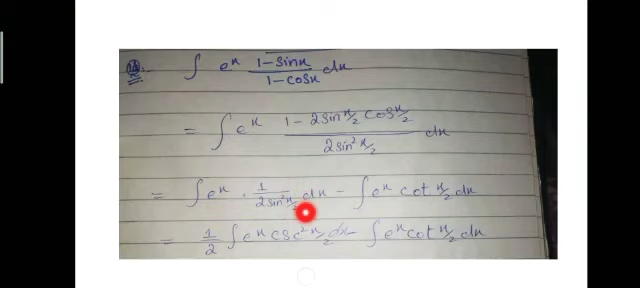 14 :- ∫ eˣ (1 - sinx)/(1 - cosx) dx
= ∫ eˣ (1 - 2sin x/2 cos x/2)/(2sin² x/2) dx
= ∫ eˣ · 1/(2sin² x/2) dx - ∫ eˣ cot x/2 dx
= 1/2 ∫ eˣ csc² x/2 dx - ∫ eˣ cot x/2 dx